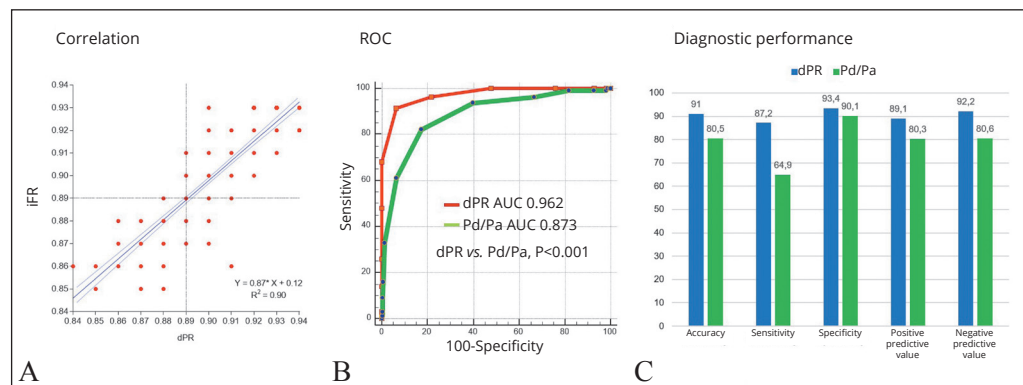 Correlation
ROC
Diagnostic performance
iFR
0.94
0.93
0.92
0.91
0.90
0.89
0.88
0.87
0.86
0.85
0.84
Y = 0.87* X + 0.12
R² = 0.90
0.84 0.85 0.86 0.87 0.88 0.89 0.90 0.91 0.92 0.93 0.94
dPR
A
Sensitivity
100
80
60
40
20
0
dPR AUC 0.962
Pd/Pa AUC 0.873
dPR vs. Pd/Pa, P<0.001
0 20 40 60 80 100
100-Specificity
B
dPR Pd/Pa
100
90
80
70
60
50
40
30
20
10
0
91 80,5 87,2 64,9 93,4 90,1 89,1 80,3 92,2 80,6
Accuracy Sensitivity Specificity Positive Negative
predictive predictive
value value
C